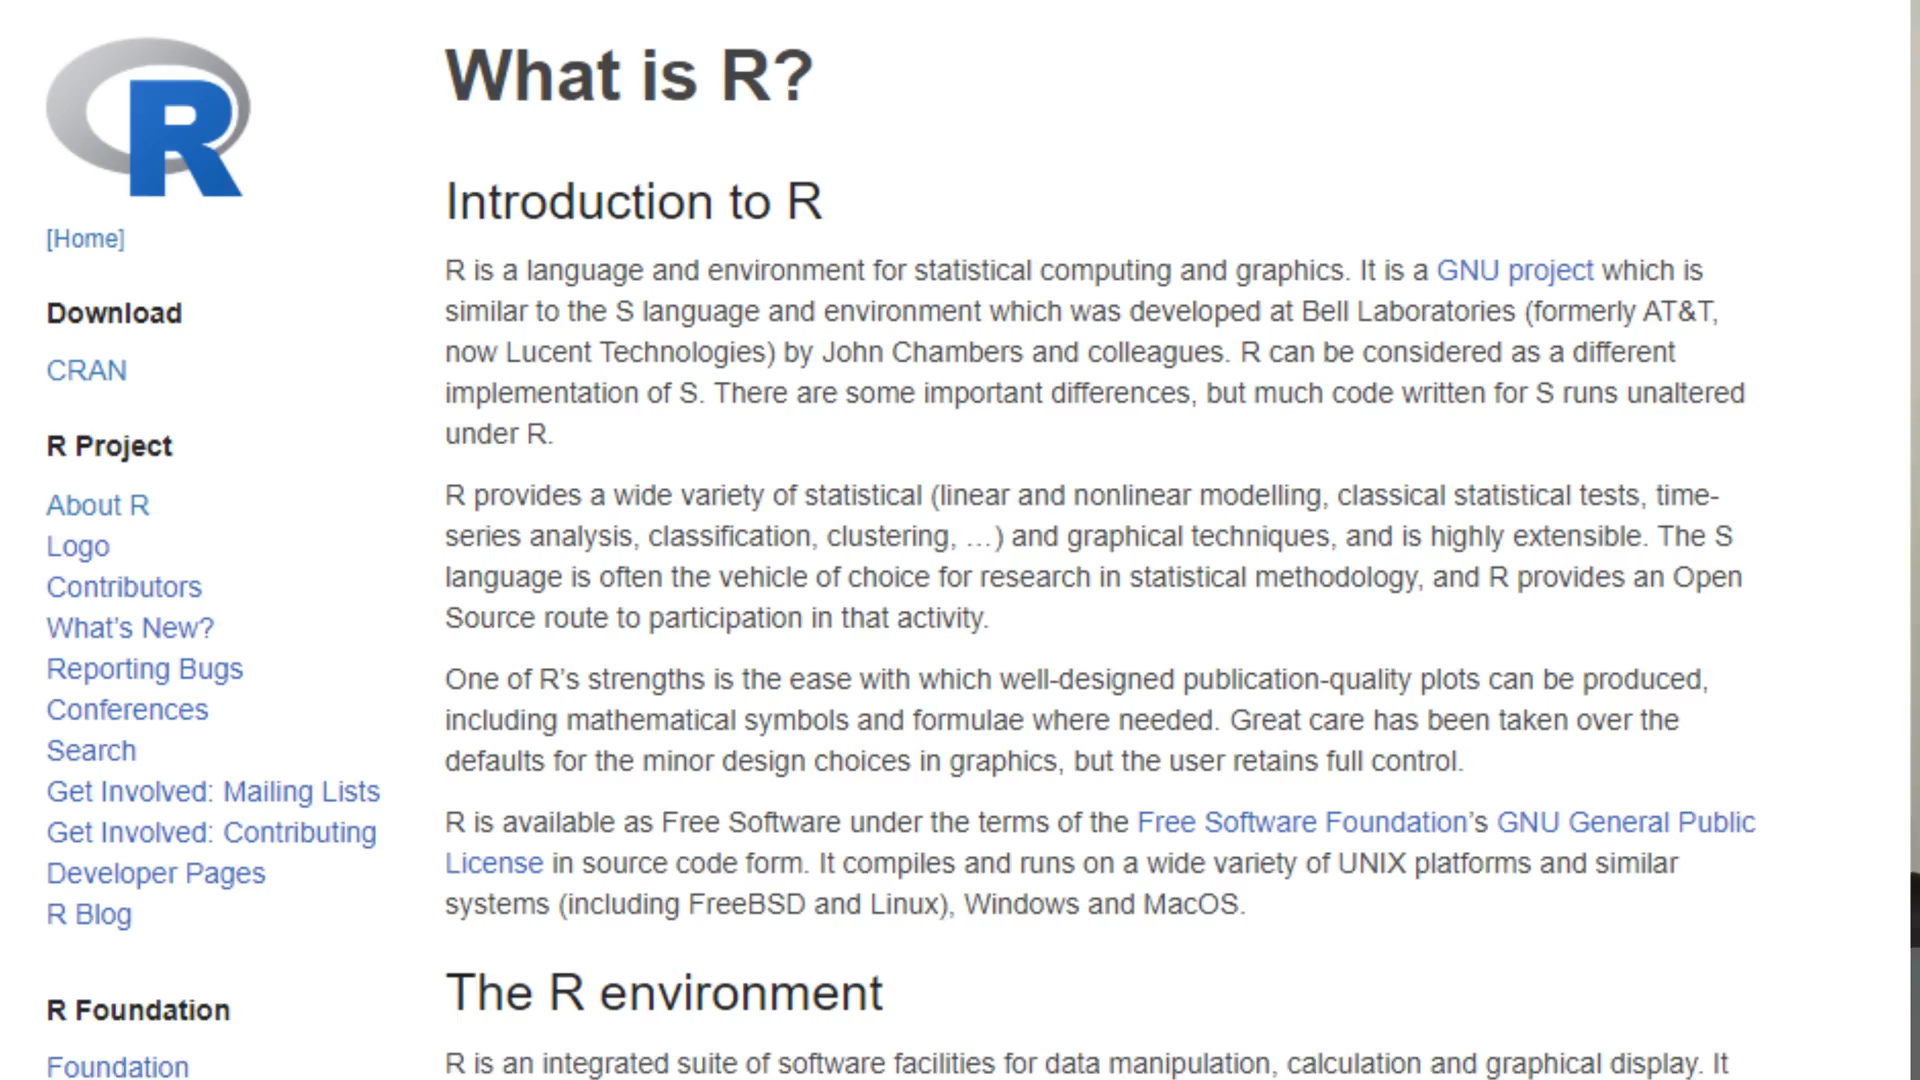 R
[Home]
Download
CRAN
R Project
About R
Logo
Contributors
What's New?
Reporting Bugs
Conferences
Search
Get Involved: Mailing Lists
Get Involved: Contributing
Developer Pages
R Blog
R Foundation
Foundation
What is R?
Introduction to R
R is a language and environment for statistical computing and graphics. It is a GNU project which is
similar to the S language and environment which was developed at Bell Laboratories (formerly AT&T,
now Lucent Technologies) by John Chambers and colleagues. R can be considered as a different
implementation of S. There are some important differences, but much code written for S runs unaltered
under R.
R provides a wide variety of statistical (linear and nonlinear modelling, classical statistical tests, time-
series analysis, classification, clustering, …) and graphical techniques, and is highly extensible. The S
language is often the vehicle of choice for research in statistical methodology, and R provides an Open
Source route to participation in that activity.
One of R’s strengths is the ease with which well-designed publication-quality plots can be produced,
including mathematical symbols and formulae where needed. Great care has been taken over the
defaults for the minor design choices in graphics, but the user retains full control.
R is available as Free Software under the terms of the Free Software Foundation’s GNU General Public
License in source code form. It compiles and runs on a wide variety of UNIX platforms and similar
systems (including FreeBSD and Linux), Windows and MacOS.
The R environment
R is an integrated suite of software facilities for data manipulation, calculation and graphical display. It